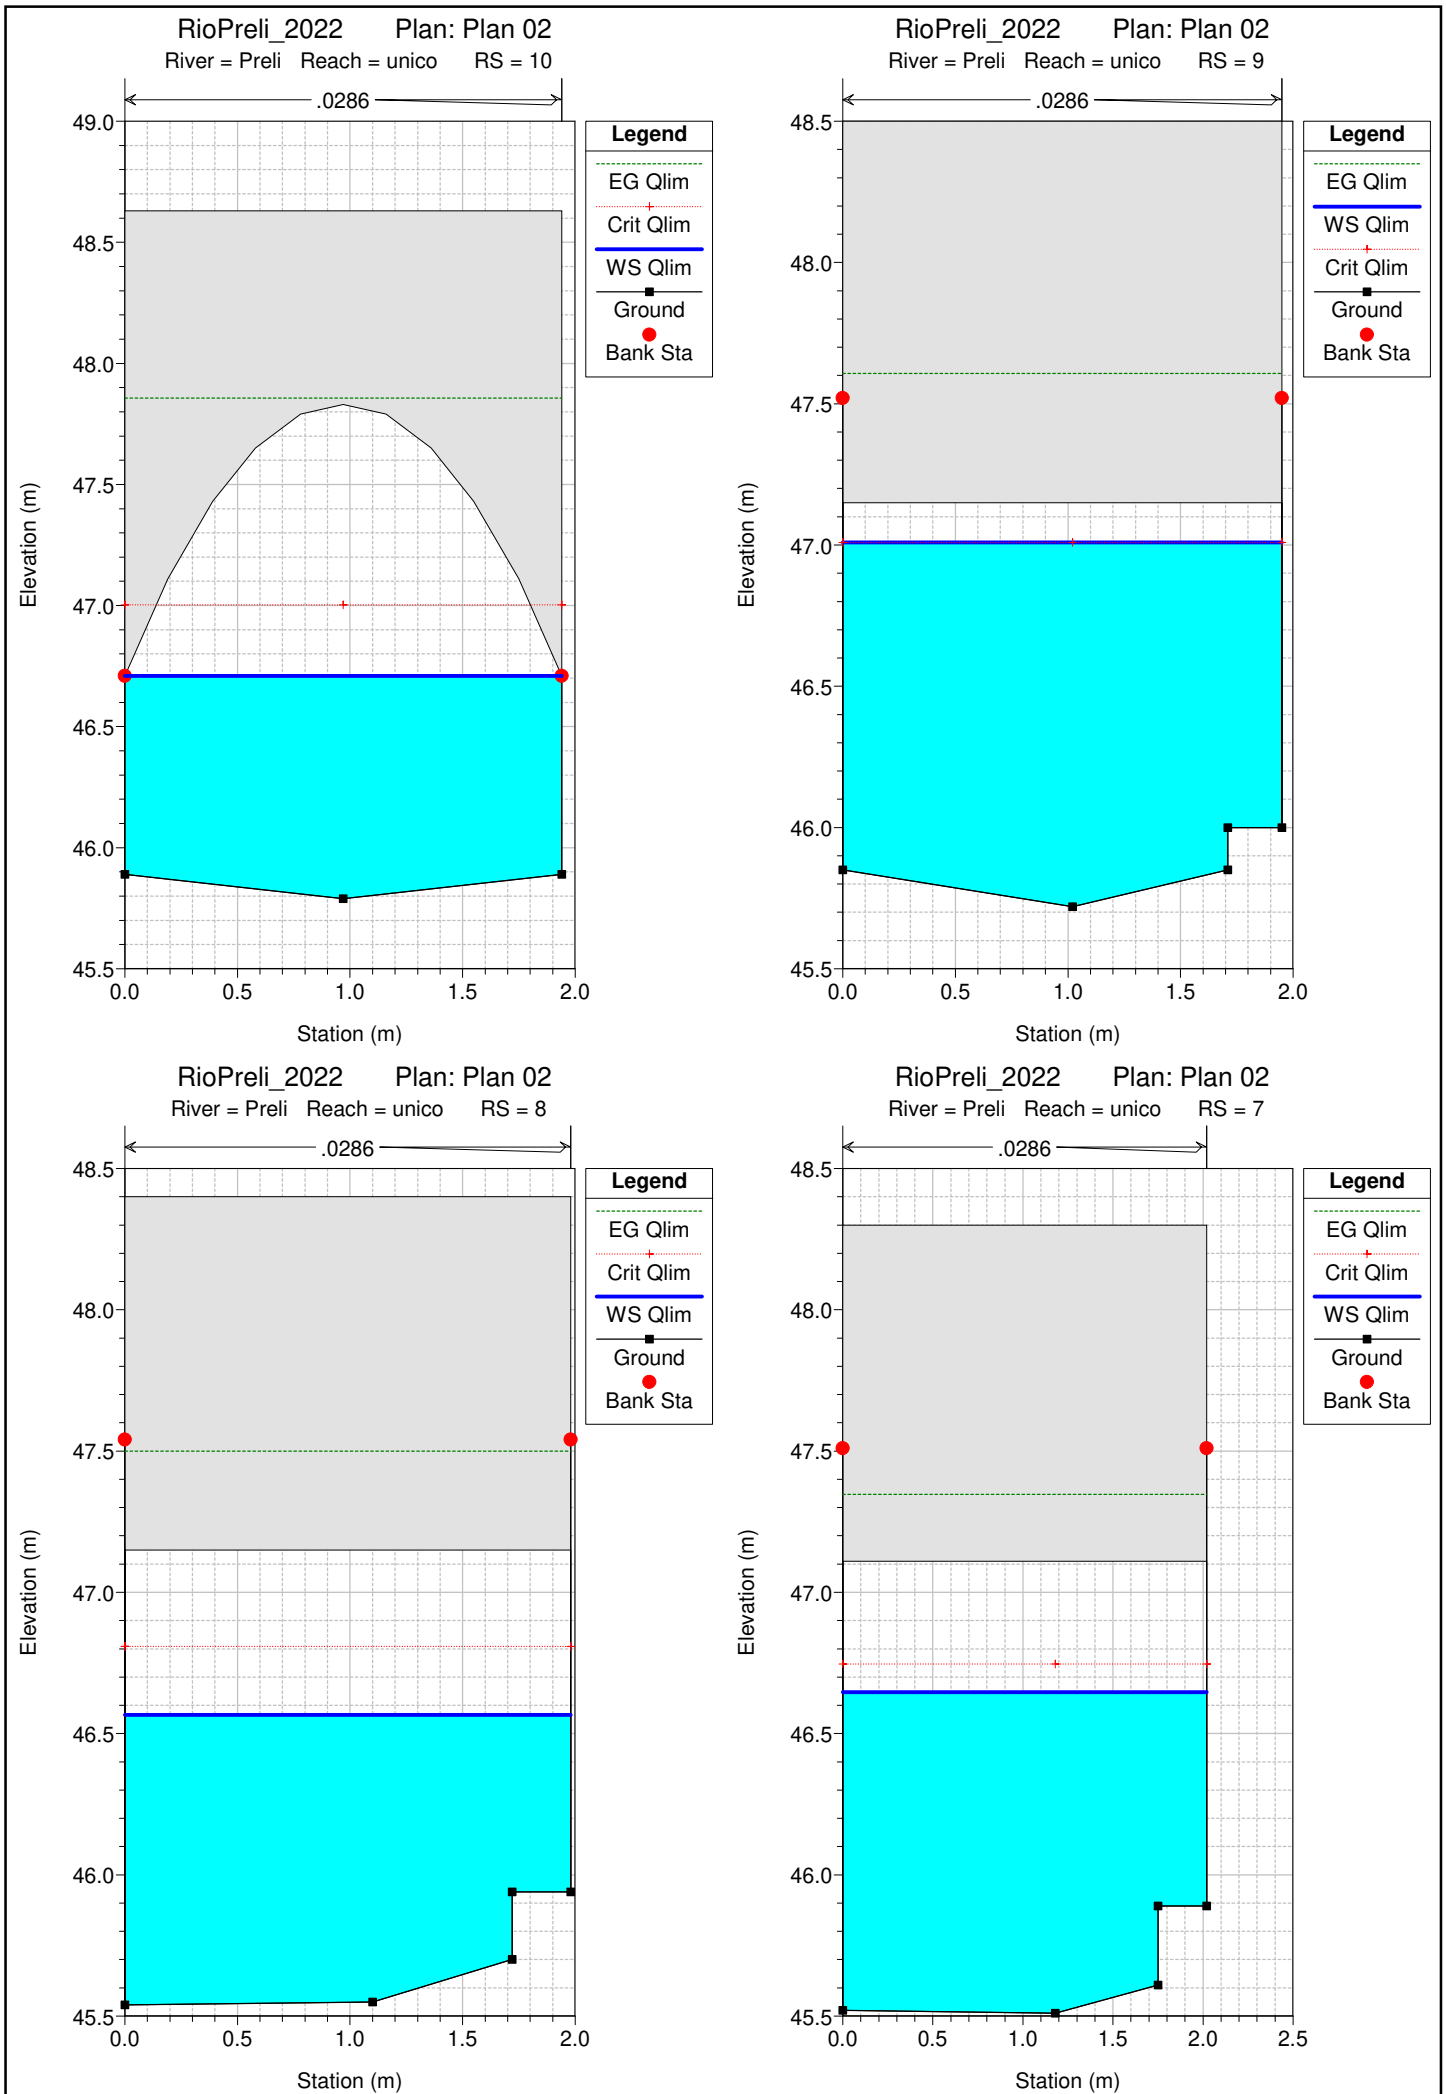 RioPreli_2022 Plan: Plan 02
River = Preli Reach = unico RS = 10
.0286
49.0
48.5
48.0
47.5
47.0
46.5
46.0
45.5
0.0 0.5 1.0 1.5 2.0
Station (m)
Elevation (m)
Legend
EG Qlim
Crit Qlim
WS Qlim
Ground
Bank Sta
RioPreli_2022 Plan: Plan 02
River = Preli Reach = unico RS = 9
.0286
48.5
48.0
47.5
47.0
46.5
46.0
45.5
0.0 0.5 1.0 1.5 2.0
Station (m)
Elevation (m)
Legend
EG Qlim
WS Qlim
Crit Qlim
Ground
Bank Sta
RioPreli_2022 Plan: Plan 02
River = Preli Reach = unico RS = 8
.0286
48.5
48.0
47.5
47.0
46.5
46.0
45.5
0.0 0.5 1.0 1.5 2.0
Station (m)
Elevation (m)
Legend
EG Qlim
Crit Qlim
WS Qlim
Ground
Bank Sta
RioPreli_2022 Plan: Plan 02
River = Preli Reach = unico RS = 7
.0286
48.5
48.0
47.5
47.0
46.5
46.0
45.5
0.0 0.5 1.0 1.5 2.0 2.5
Station (m)
Elevation (m)
Legend
EG Qlim
Crit Qlim
WS Qlim
Ground
Bank Sta